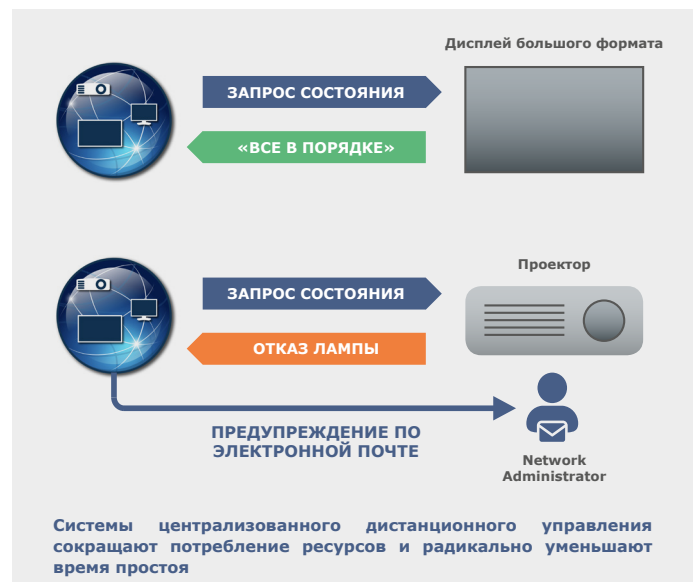 Дисплей большого формата
ЗАПРОС СОСТОЯНИЯ
«ВСЕ В ПОРЯДКЕ»
Проектор
ЗАПРОС СОСТОЯНИЯ
ОТКАЗ ЛАМПЫ
ПРЕДУПРЕЖДЕНИЕ ПО
ЭЛЕКТРОННОЙ ПОЧТЕ
Network
Administrator
Системы централизованного дистанционного управления
сокращают потребление ресурсов и радикально уменьшают
время простоя